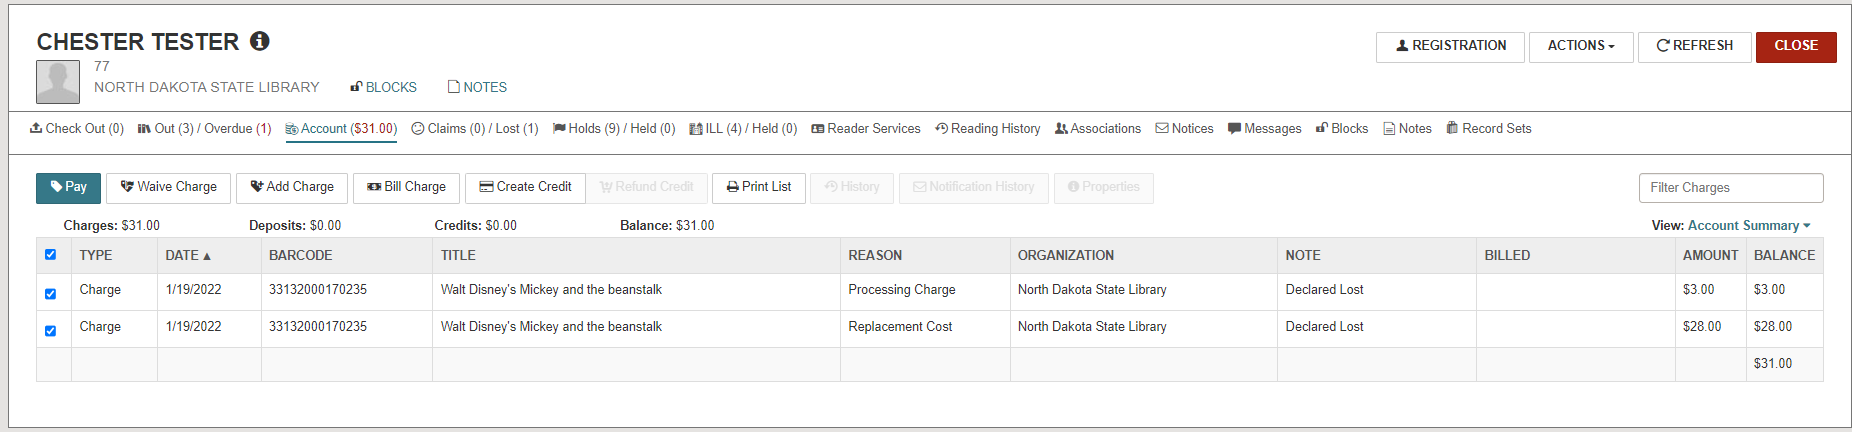 CHESTER TESTER
77
NORTH DAKOTA STATE LIBRARY BLOCKS NOTES
REGISTRATION ACTIONS REFRESH CLOSE
Check Out (0) Out (3) / Overdue (1) Account ($31.00) Claims (0) / Lost (1) Holds (9) / Held (0) ILL (4) / Held (0) Reader Services Reading History Associations Notices Messages Blocks Notes Record Sets
Pay Waive Charge Add Charge Bill Charge Create Credit Refund Credit Print List History Notification History Properties Filter Charges
Charges: $31.00 Deposits: $0.00 Credits: $0.00 Balance: $31.00 View: Account Summary
TYPE DATE BARCODE TITLE REASON ORGANIZATION NOTE BILLED AMOUNT BALANCE
Charge 1/19/2022 33132000170235 Walt Disney's Mickey and the beanstalk Processing Charge North Dakota State Library Declared Lost $3.00 $3.00
Charge 1/19/2022 33132000170235 Walt Disney's Mickey and the beanstalk Replacement Cost North Dakota State Library Declared Lost $28.00 $28.00
$31.00